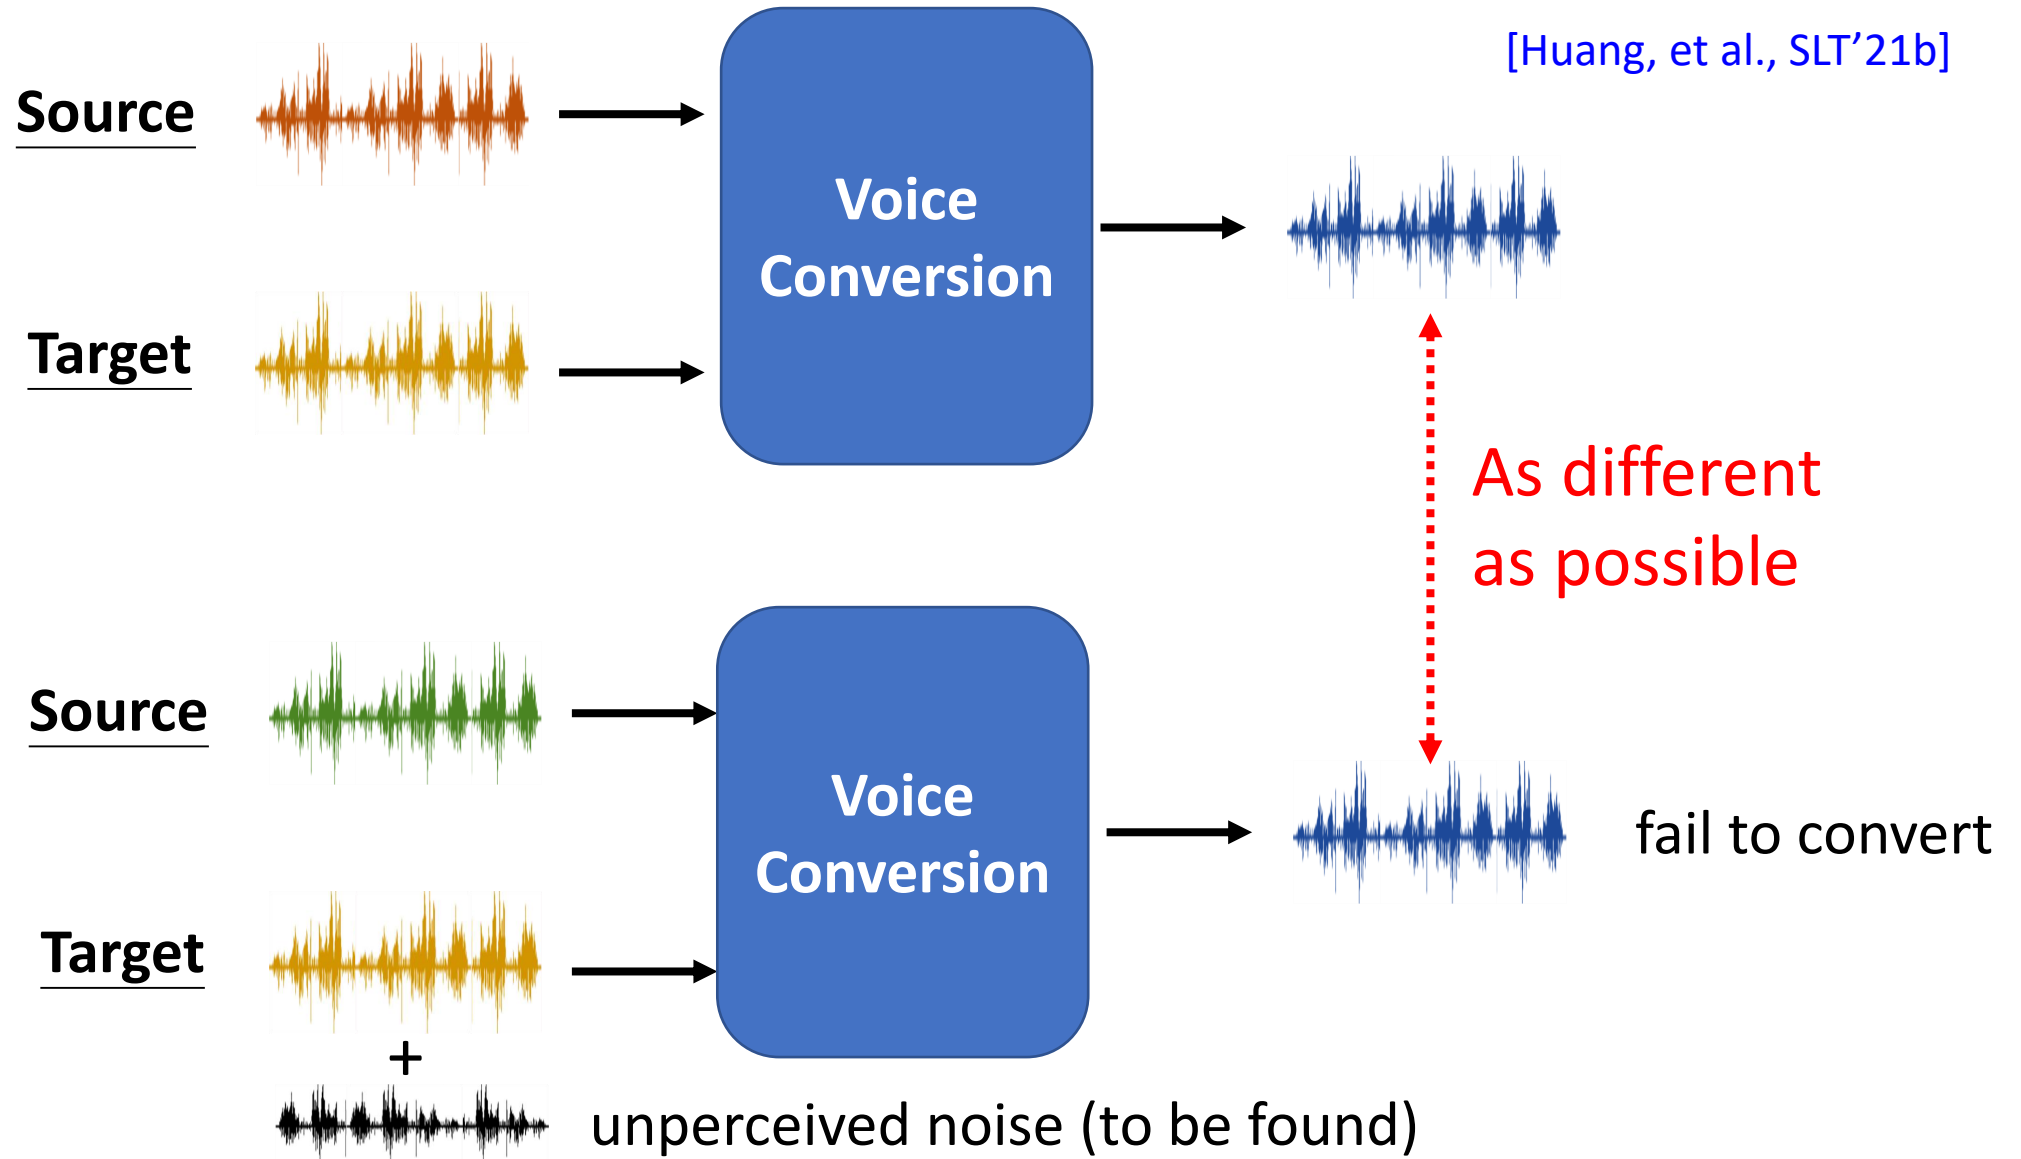 [Huang, et al., SLT’21b]
Source
Voice
Conversion
Target
As different
as possible
Source
Voice
Conversion
fail to convert
Target
+
unperceived noise (to be found)